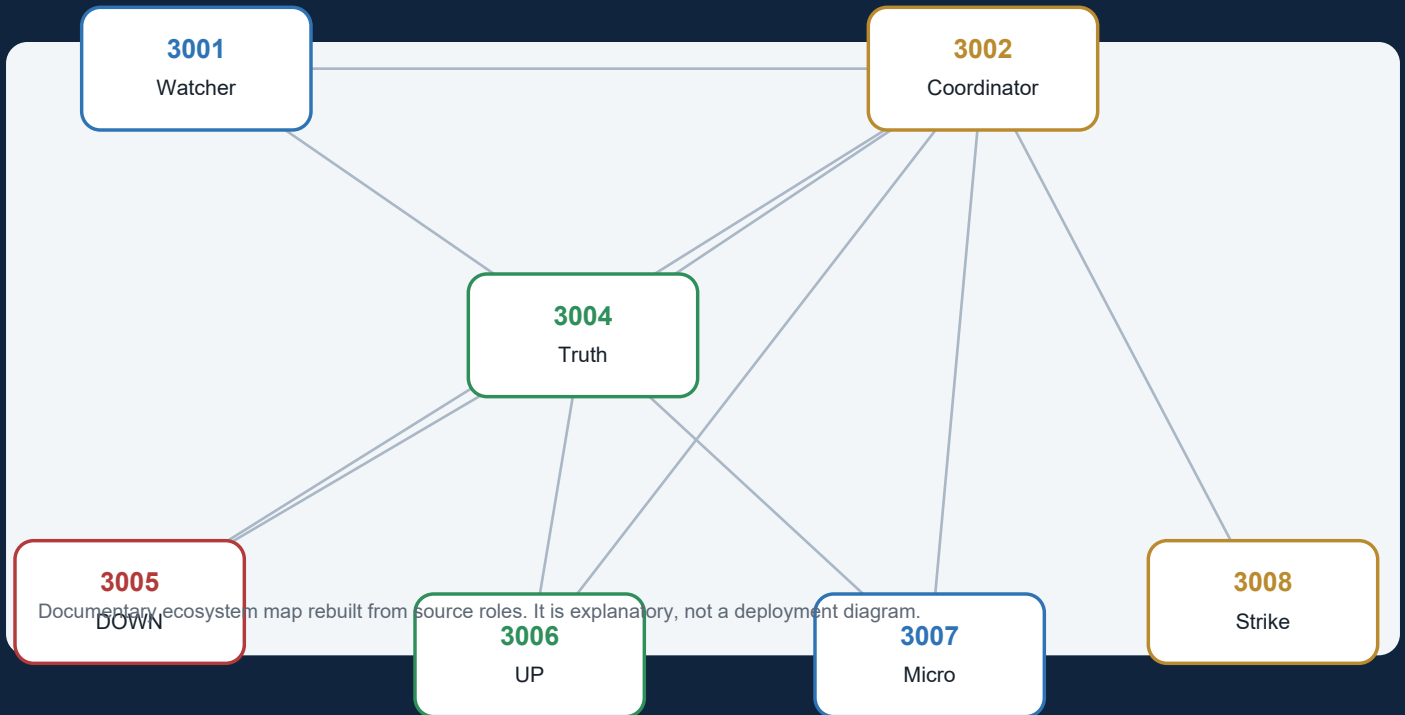 3001
Watcher
3002
Coordinator
3004
Truth
3005
DOWN
Documentary ecosystem map rebuilt from source roles. It is explanatory, not a deployment diagram.
3006
UP
3007
Micro
3008
Strike